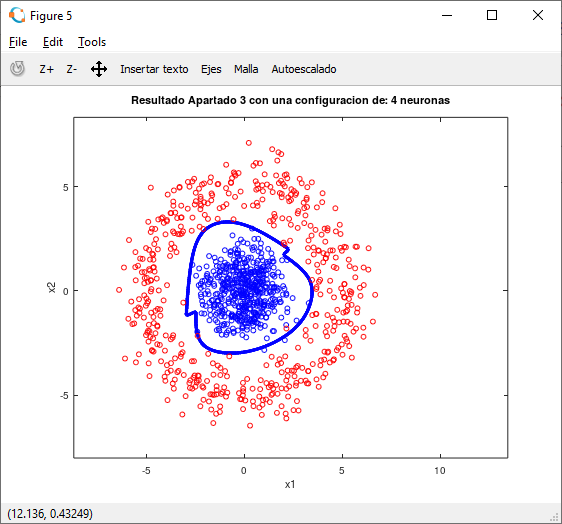 Figure 5
File Edit Tools
Z+ Z- Insertar texto Ejes Malla Autoescalado
Resultado Apartado 3 con una configuracion de: 4 neuronas
5
0
-5
x2
-5 0 5 10
x1
(12.136, 0.43249)